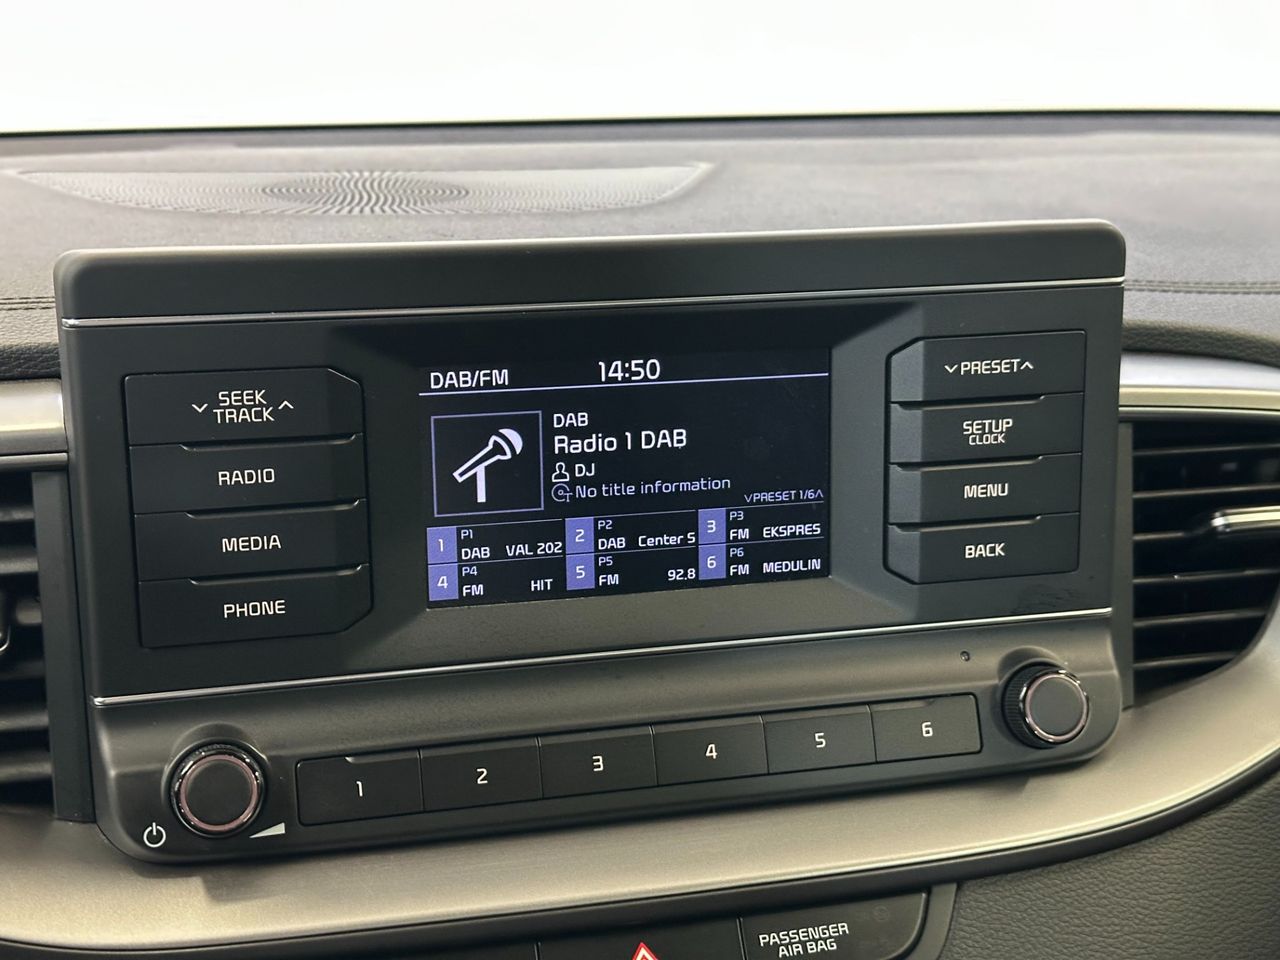 SEEK
TRACK
RADIO
MEDIA
PHONE
DAB/FM 14:50
DAB
Radio 1 DAB
DJ
No title information
PRESET 1/6
1 P1 DAB VAL 202
2 P2 DAB Center S
3 P3 FM EKSPRES
4 P4 FM HIT
5 P5 FM 92.8
6 P6 FM MEDULIN
PRESET
SETUP
CLOCK
MENU
BACK
1 2 3 4 5 6
PASSENGER
AIR BAG